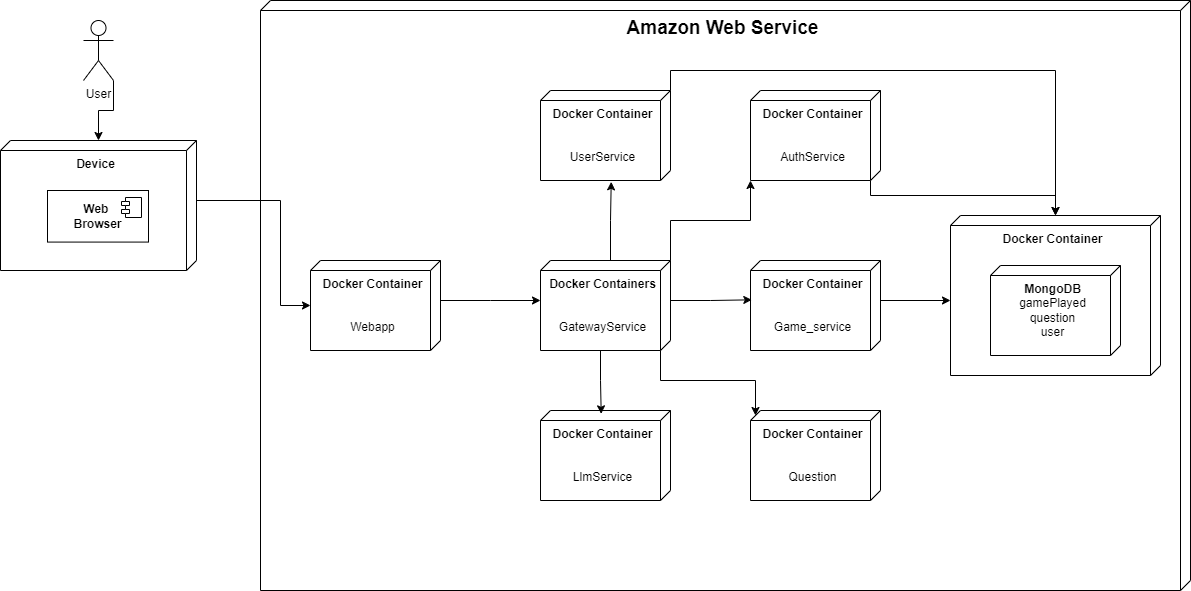 Amazon Web Service
User
Device
Web
Browser
Docker Container
UserService
Docker Container
AuthService
Docker Container
Webapp
Docker Containers
GatewayService
Docker Container
Game_service
Docker Container
MongoDB
gamePlayed
question
user
Docker Container
LlmService
Docker Container
Question